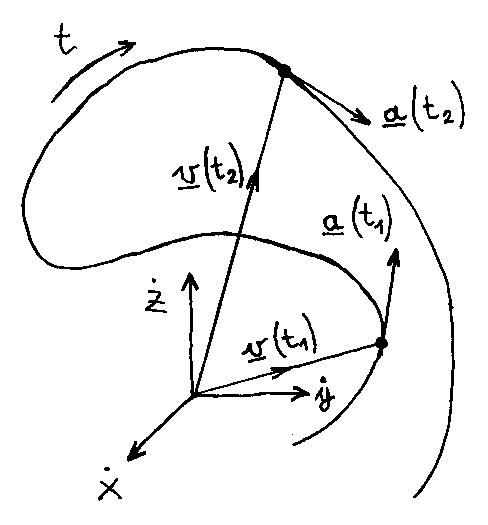 t
a(t₂)
v(t₂)
a(t₁)
ż
v(t₁)
ẏ
ẋ